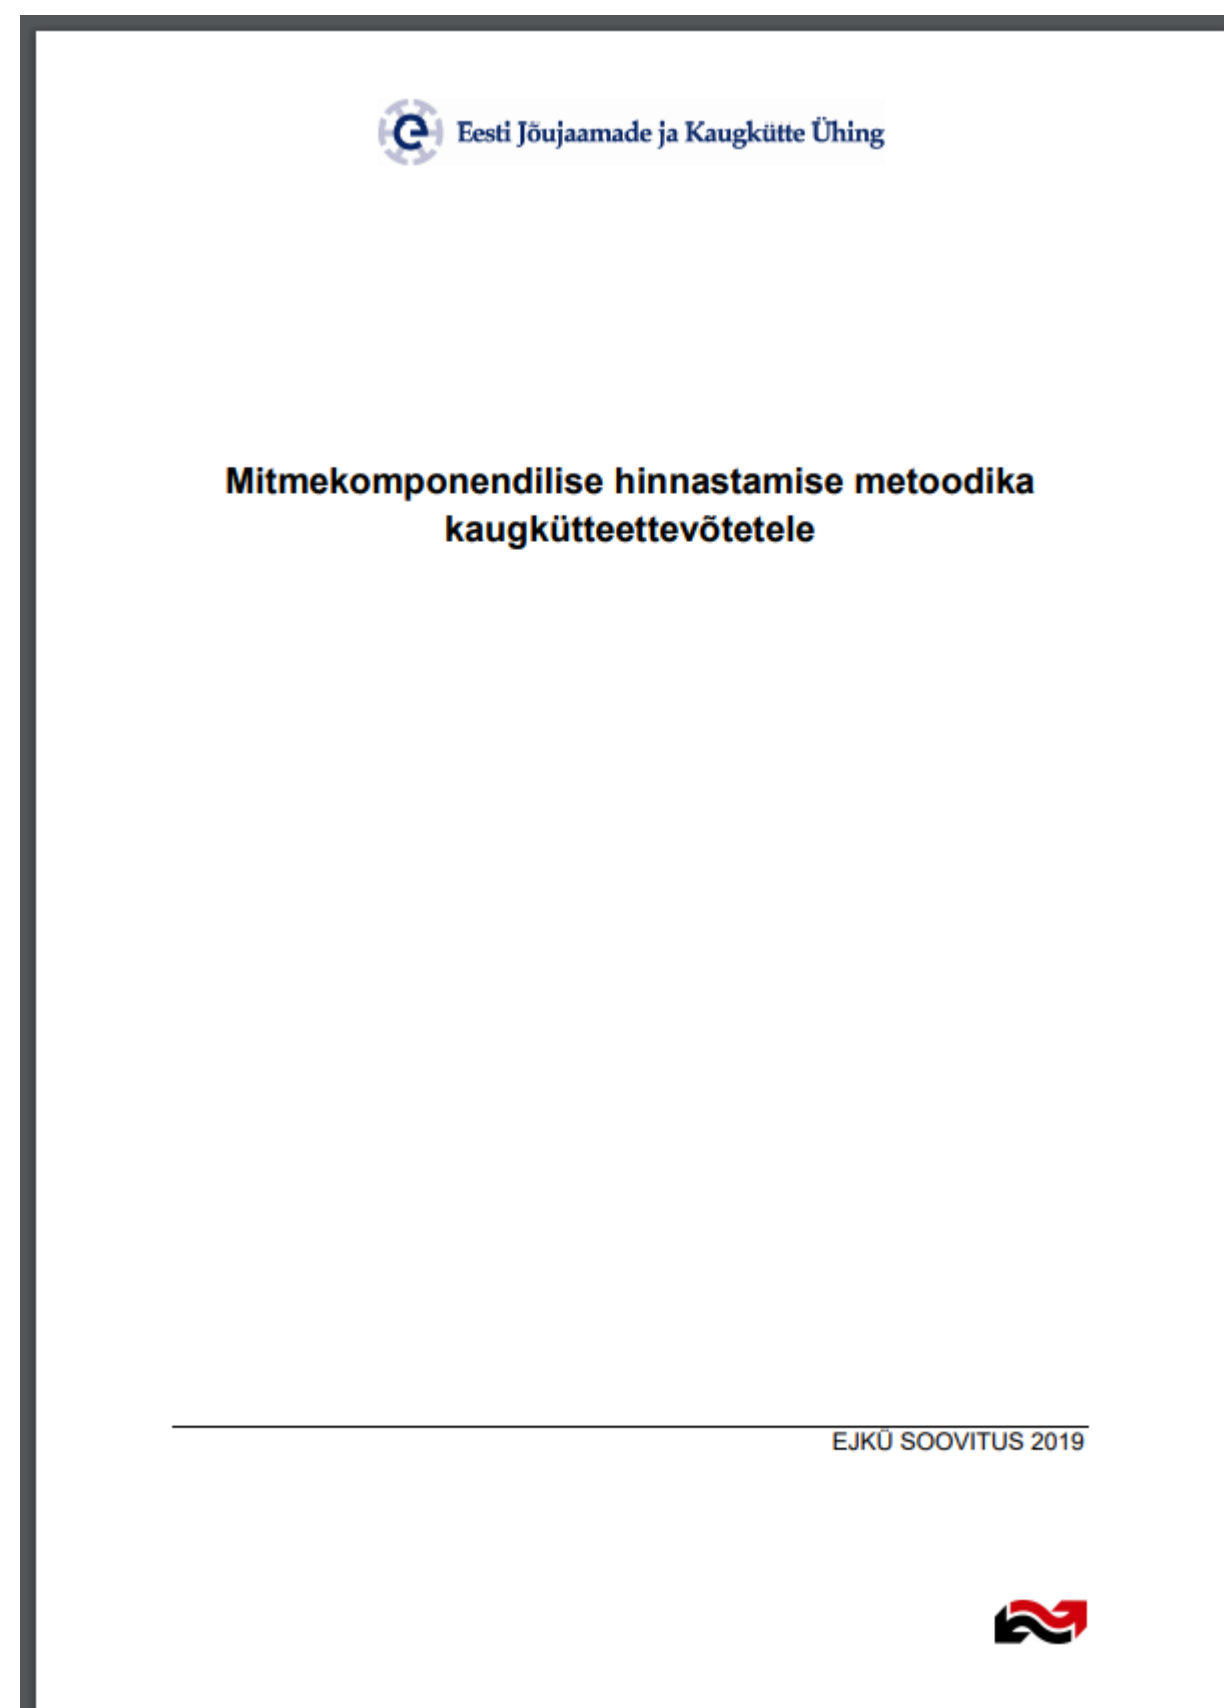 Eesti Jõujaamade ja Kaugkütte Ühing
Mitmekomponendilise hinnastamise metoodika
kaugkütteettevõtetele
EJKÜ SOOVITUS 2019